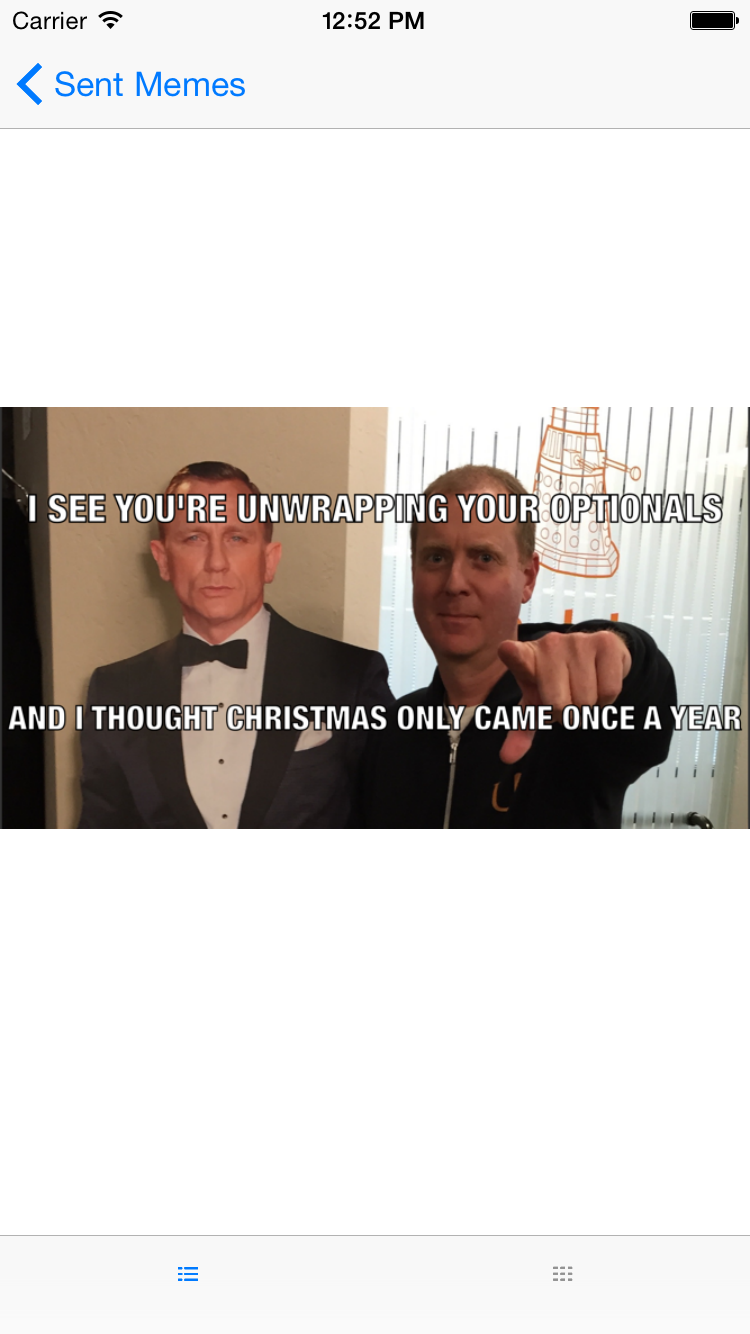 Carrier 12:52 PM
Sent Memes
I SEE YOU'RE UNWRAPPING YOUR OPTIONALS
AND I THOUGHT CHRISTMAS ONLY CAME ONCE A YEAR